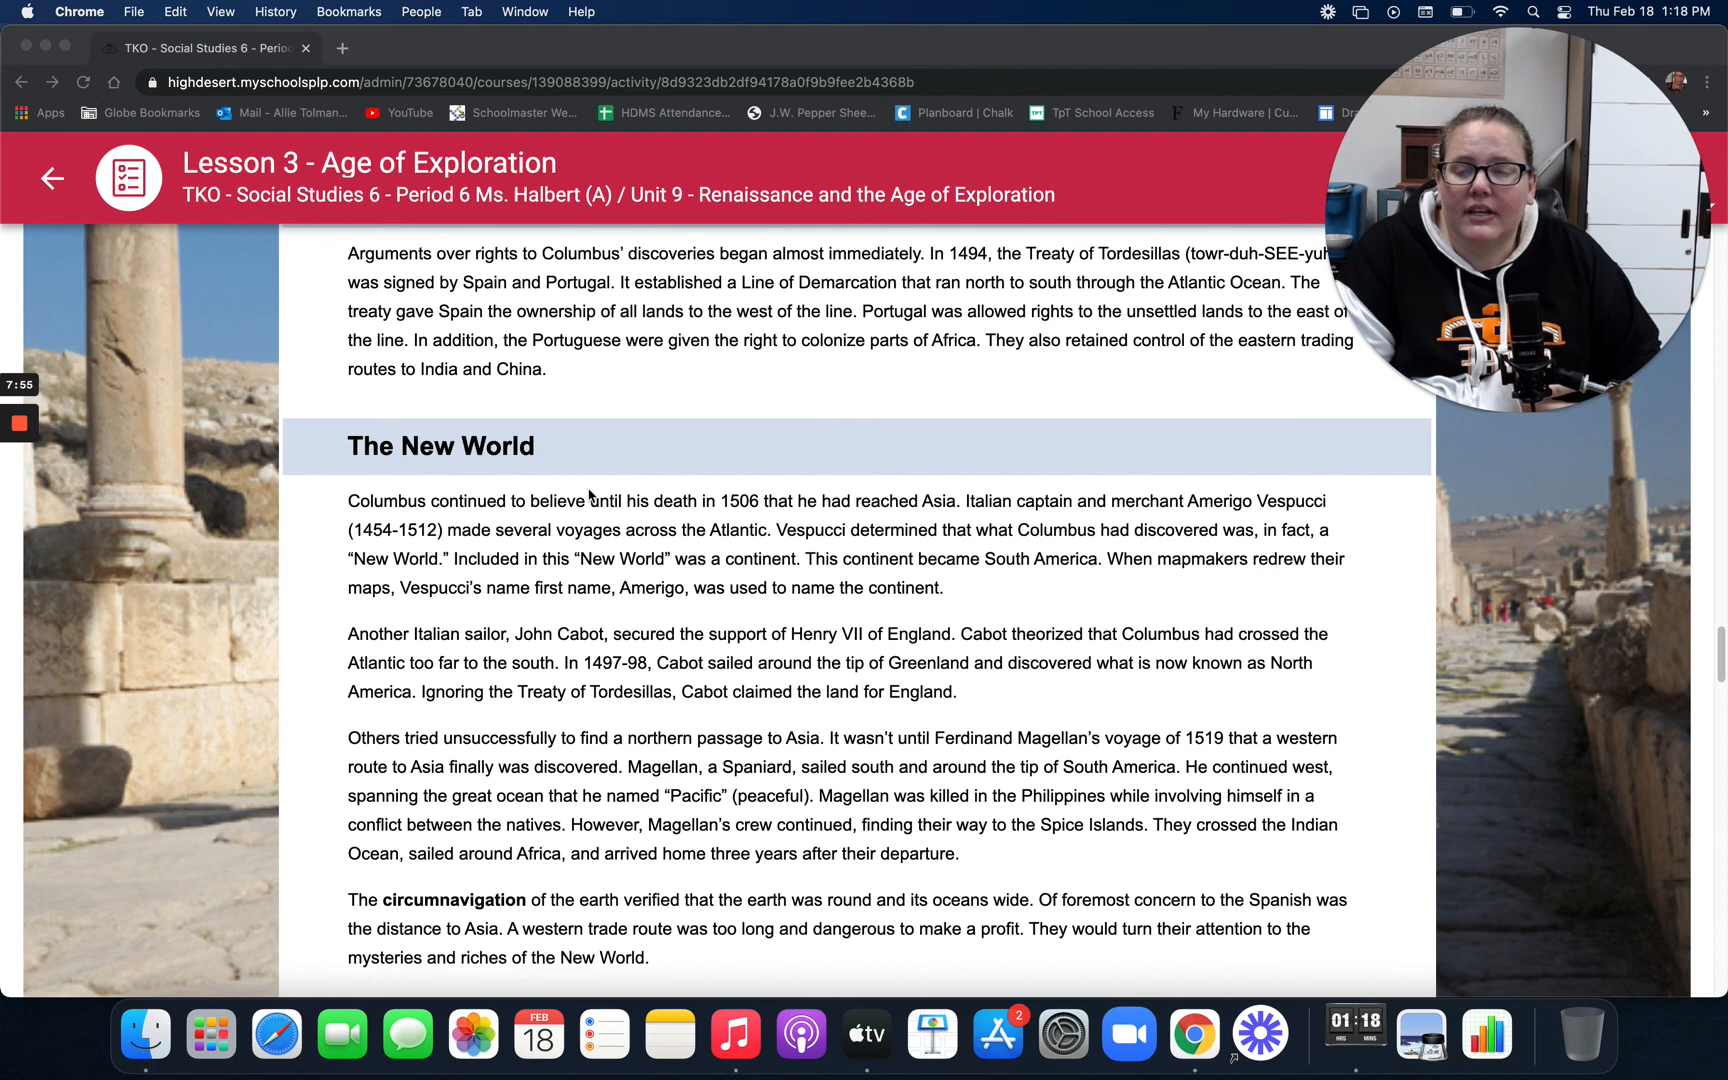 Chrome File Edit View History Bookmarks People Tab Window Help Thu Feb 18 1:18 PM
TKO - Social Studies 6 - Perio
highdesert.myschoolsplp.com/admin/73678040/courses/139088399/activity/8d9323db2df94178a0f9b9fee2b4368b
Apps Globe Bookmarks Mail - Allie Tolman... YouTube Schoolmaster We... HDMS Attendance... J.W. Pepper Shee... Planboard | Chalk TpT School Access My Hardware | Cu... Dra
Lesson 3 - Age of Exploration
TKO - Social Studies 6 - Period 6 Ms. Halbert (A) / Unit 9 - Renaissance and the Age of Exploration
Arguments over rights to Columbus’ discoveries began almost immediately. In 1494, the Treaty of Tordesillas (towr-duh-SEE-yuh
was signed by Spain and Portugal. It established a Line of Demarcation that ran north to south through the Atlantic Ocean. The
treaty gave Spain the ownership of all lands to the west of the line. Portugal was allowed rights to the unsettled lands to the east of
the line. In addition, the Portuguese were given the right to colonize parts of Africa. They also retained control of the eastern trading
routes to India and China.
7:55
The New World
Columbus continued to believe until his death in 1506 that he had reached Asia. Italian captain and merchant Amerigo Vespucci
(1454-1512) made several voyages across the Atlantic. Vespucci determined that what Columbus had discovered was, in fact, a
“New World.” Included in this “New World” was a continent. This continent became South America. When mapmakers redrew their
maps, Vespucci’s name first name, Amerigo, was used to name the continent.
Another Italian sailor, John Cabot, secured the support of Henry VII of England. Cabot theorized that Columbus had crossed the
Atlantic too far to the south. In 1497-98, Cabot sailed around the tip of Greenland and discovered what is now known as North
America. Ignoring the Treaty of Tordesillas, Cabot claimed the land for England.
Others tried unsuccessfully to find a northern passage to Asia. It wasn’t until Ferdinand Magellan’s voyage of 1519 that a western
route to Asia finally was discovered. Magellan, a Spaniard, sailed south and around the tip of South America. He continued west,
spanning the great ocean that he named “Pacific” (peaceful). Magellan was killed in the Philippines while involving himself in a
conflict between the natives. However, Magellan’s crew continued, finding their way to the Spice Islands. They crossed the Indian
Ocean, sailed around Africa, and arrived home three years after their departure.
The circumnavigation of the earth verified that the earth was round and its oceans wide. Of foremost concern to the Spanish was
the distance to Asia. A western trade route was too long and dangerous to make a profit. They would turn their attention to the
mysteries and riches of the New World.
FEB
18
tv
2
01:18
HRS MINS